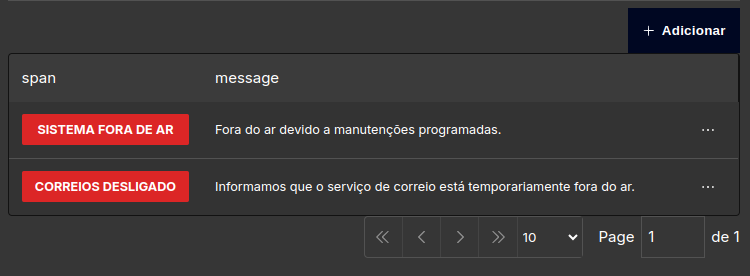 + Adicionar
span message
SISTEMA FORA DE AR Fora do ar devido a manutenções programadas. ...
CORREIOS DESLIGADO Informamos que o serviço de correio está temporariamente fora do ar. ...
10 Page 1 de 1